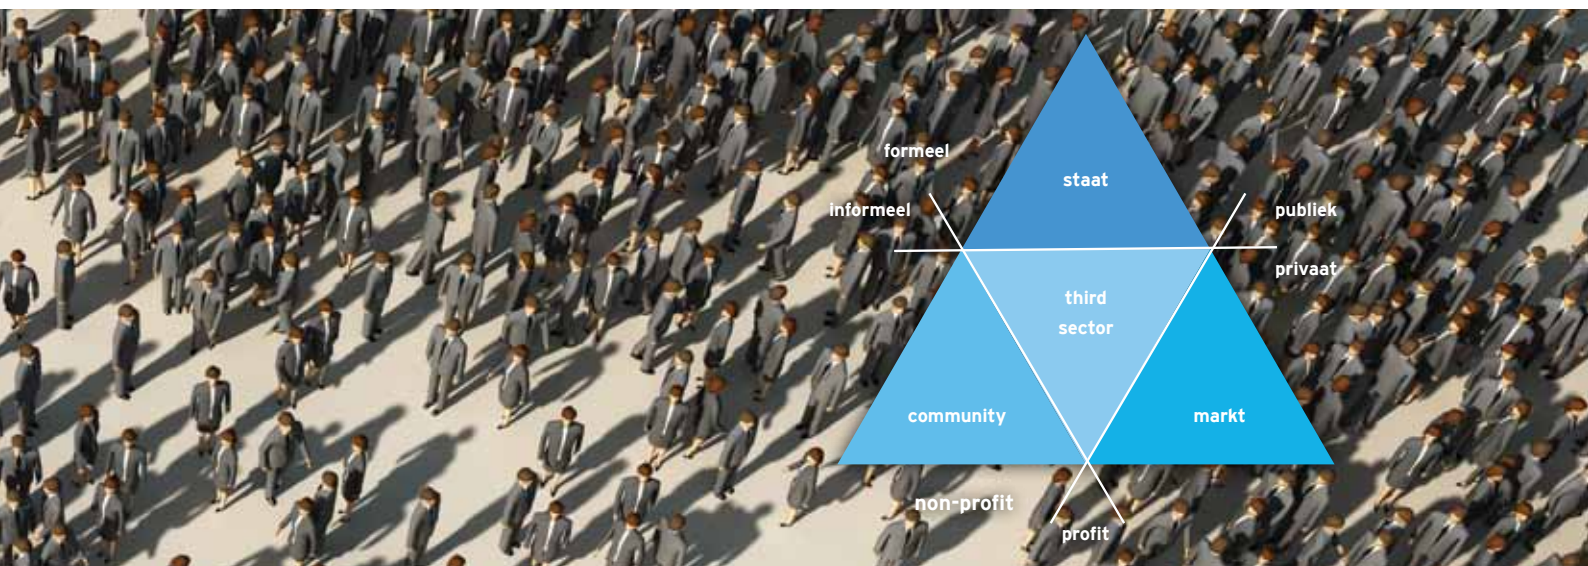 formeel
staat
informeel
publiek
privaat
third
sector
community
markt
non-profit
profit